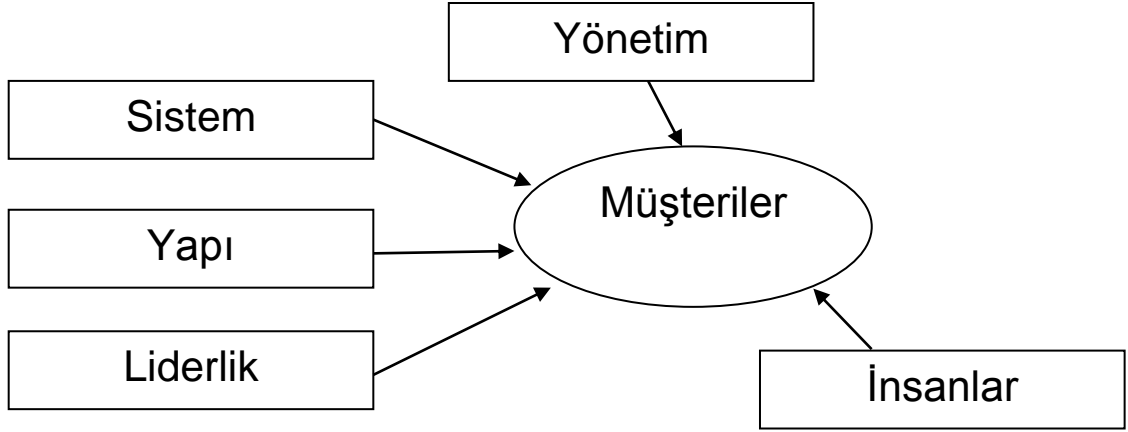 Yönetim
Sistem
Müşteriler
Yapı
Liderlik
İnsanlar